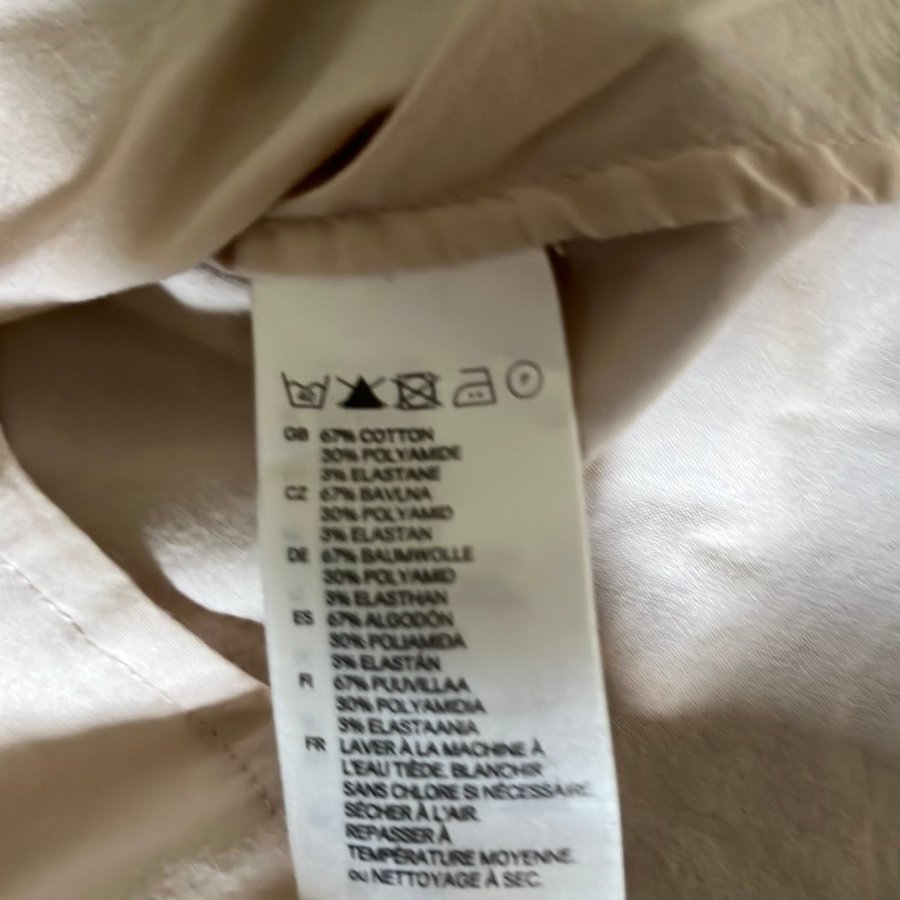 40 P
GB 67% COTTON
30% POLYAMIDE
3% ELASTANE
CZ 67% BAVLNA
30% POLYAMID
3% ELASTAN
DE 67% BAUMWOLLE
30% POLYAMID
3% ELASTHAN
ES 67% ALGODÓN
30% POLIAMIDA
3% ELASTÁN
FI 67% PUUVILLAA
30% POLYAMIDIA
3% ELASTAANIA
FR LAVER À LA MACHINE À
L'EAU TIÈDE. BLANCHIR
SANS CHLORE SI NÉCESSAIRE.
SÉCHER À L'AIR.
REPASSER À
TEMPÉRATURE MOYENNE.
ou NETTOYAGE À SEC.